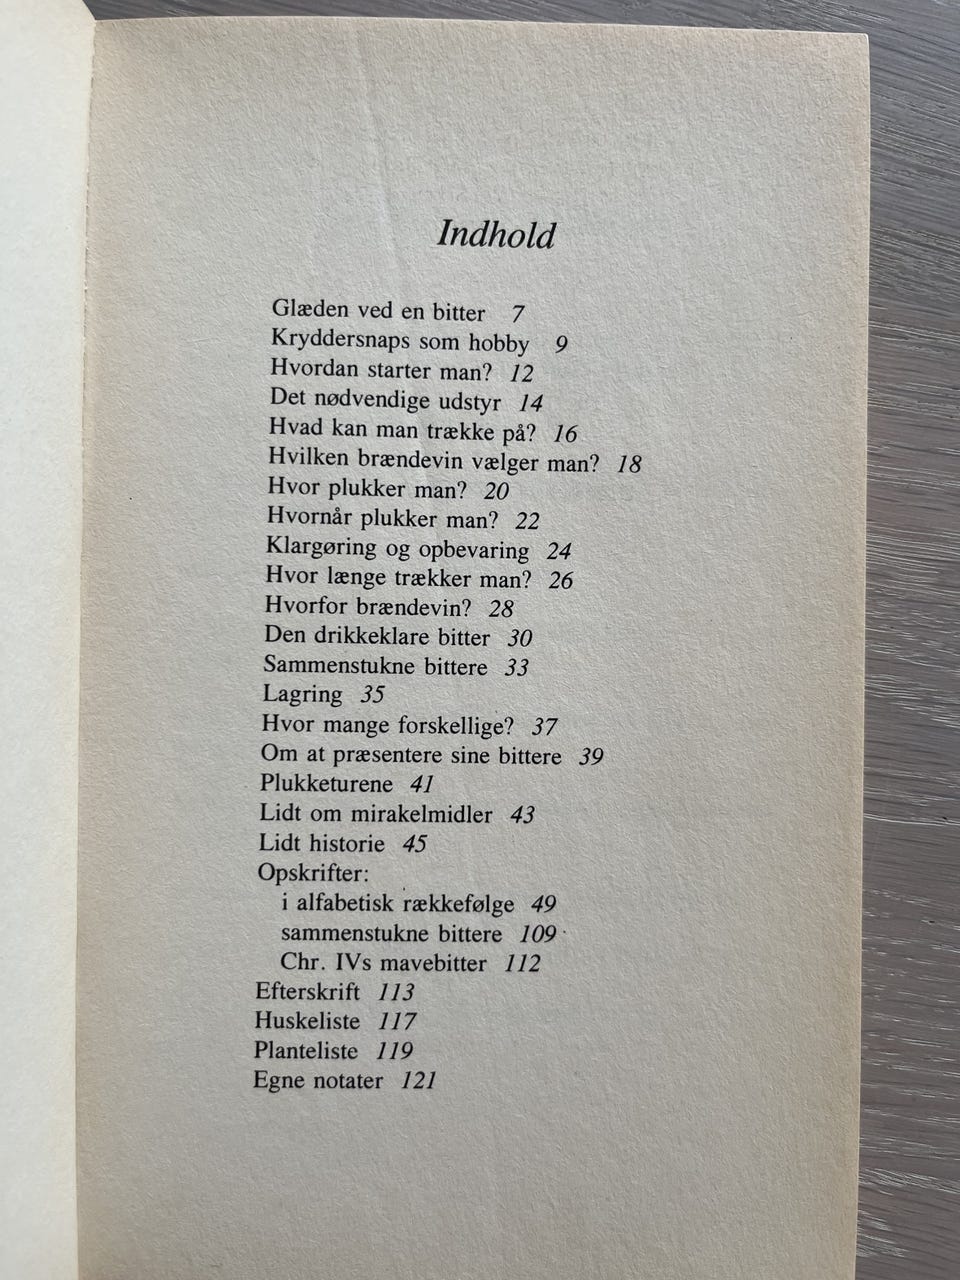 Indhold
Glæden ved en bitter 7
Kryddersnaps som hobby 9
Hvordan starter man? 12
Det nødvendige udstyr 14
Hvad kan man trække på? 16
Hvilken brændevin vælger man? 18
Hvor plukker man? 20
Hvornår plukker man? 22
Klargøring og opbevaring 24
Hvor længe trækker man? 26
Hvorfor brændevin? 28
Den drikkeklare bitter 30
Sammenstukne bittere 33
Lagring 35
Hvor mange forskellige? 37
Om at præsentere sine bittere 39
Plukketurene 41
Lidt om mirakelmidler 43
Lidt historie 45
Opskrifter:
i alfabetisk rækkefølge 49
sammenstukne bittere 109
Chr. IVs mavebitter 112
Efterskrift 113
Huskeliste 117
Planteliste 119
Egne notater 121